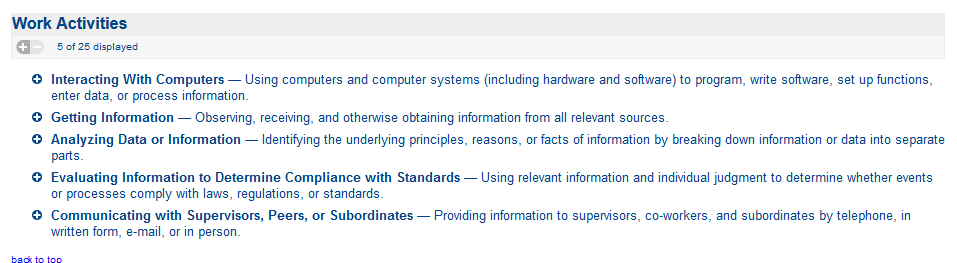 Work Activities
5 of 25 displayed
Interacting With Computers — Using computers and computer systems (including hardware and software) to program, write software, set up functions,
enter data, or process information.
Getting Information — Observing, receiving, and otherwise obtaining information from all relevant sources.
Analyzing Data or Information — Identifying the underlying principles, reasons, or facts of information by breaking down information or data into separate
parts.
Evaluating Information to Determine Compliance with Standards — Using relevant information and individual judgment to determine whether events
or processes comply with laws, regulations, or standards.
Communicating with Supervisors, Peers, or Subordinates — Providing information to supervisors, co-workers, and subordinates by telephone, in
written form, e-mail, or in person.
back to top